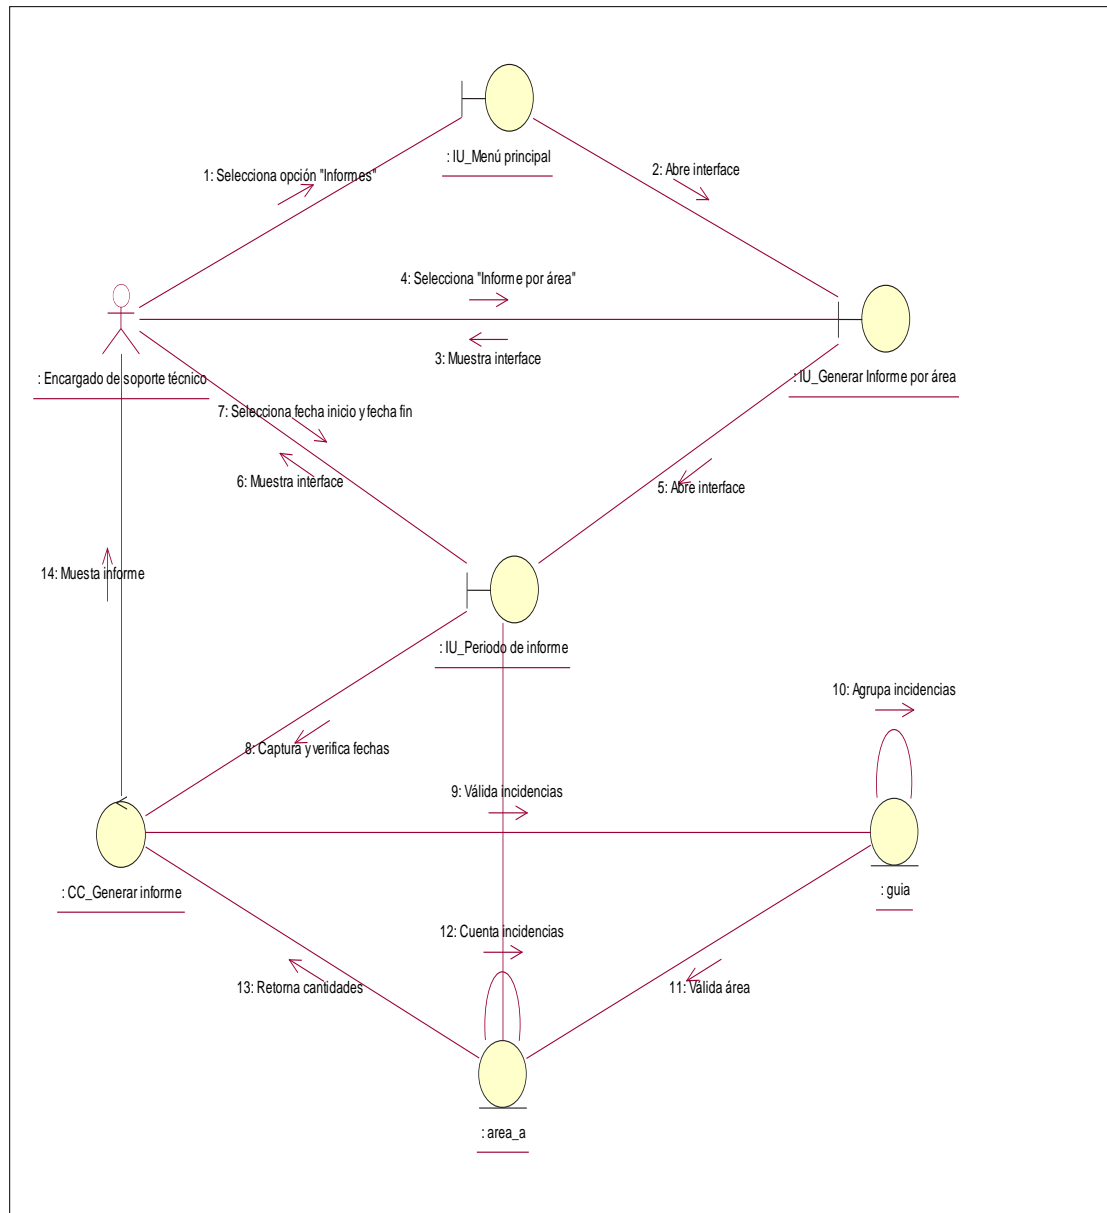 : IU_Menú principal
1: Selecciona opción "Informes"
2: Abre interface
4: Selecciona "Informe por área"
3: Muestra interface
: Encargado de soporte técnico
: IU_Generar Informe por área
7: Selecciona fecha inicio y fecha fin
6: Muestra interface
5: Abre interface
14: Muesta informe
: IU_Periodo de informe
10: Agrupa incidencias
8: Captura y verifica fechas
9: Válida incidencias
: CC_Generar informe
: guia
12: Cuenta incidencias
13: Retorna cantidades
11: Válida área
: area_a